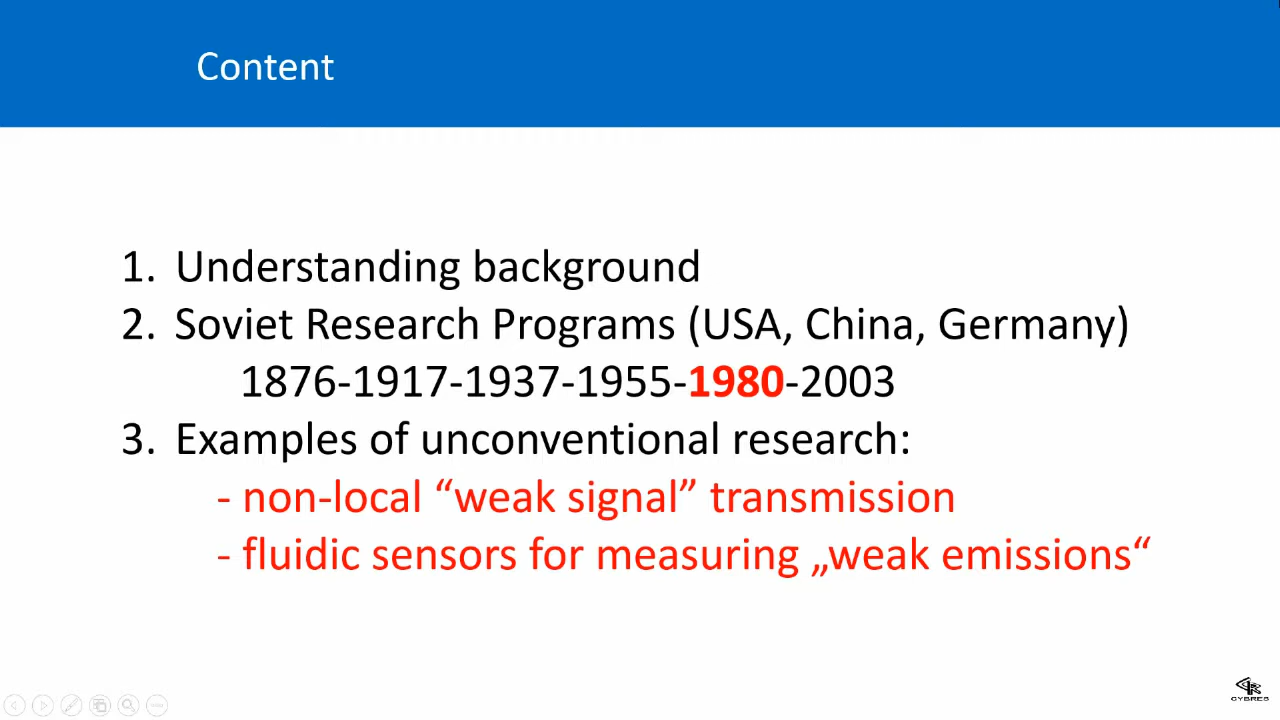 Content
1. Understanding background
2. Soviet Research Programs (USA, China, Germany)
1876-1917-1937-1955-1980-2003
3. Examples of unconventional research:
- non-local “weak signal” transmission
- fluidic sensors for measuring „weak emissions“
CYBRES